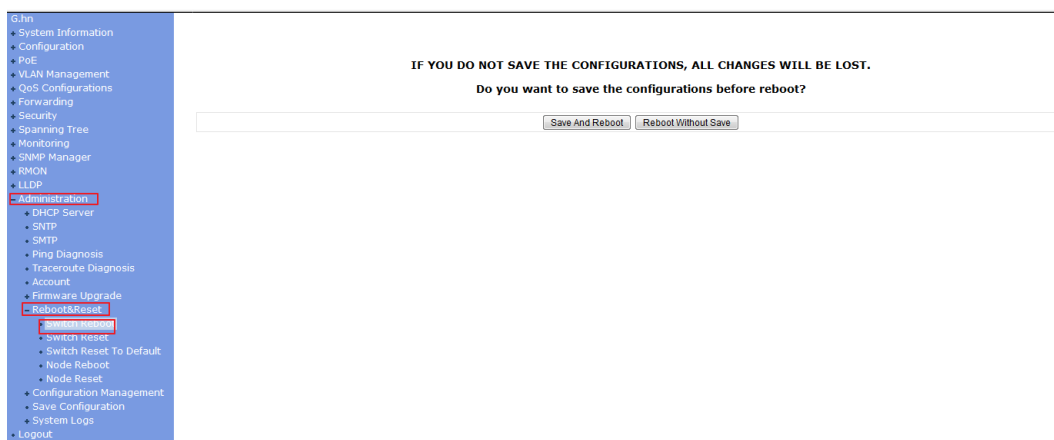 G.hn
System Information
Configuration
PoE
VLAN Management
QoS Configurations
Forwarding
Security
Spanning Tree
Monitoring
SNMP Manager
RMON
LLDP
Administration
DHCP Server
SNTP
SMTP
Ping Diagnosis
Traceroute Diagnosis
Account
Firmware Upgrade
Reboot&Reset
Switch Reboot
Switch Reset
Switch Reset To Default
Node Reboot
Node Reset
Configuration Management
Save Configuration
System Logs
Logout
IF YOU DO NOT SAVE THE CONFIGURATIONS, ALL CHANGES WILL BE LOST.
Do you want to save the configurations before reboot?
Save And Reboot Reboot Without Save